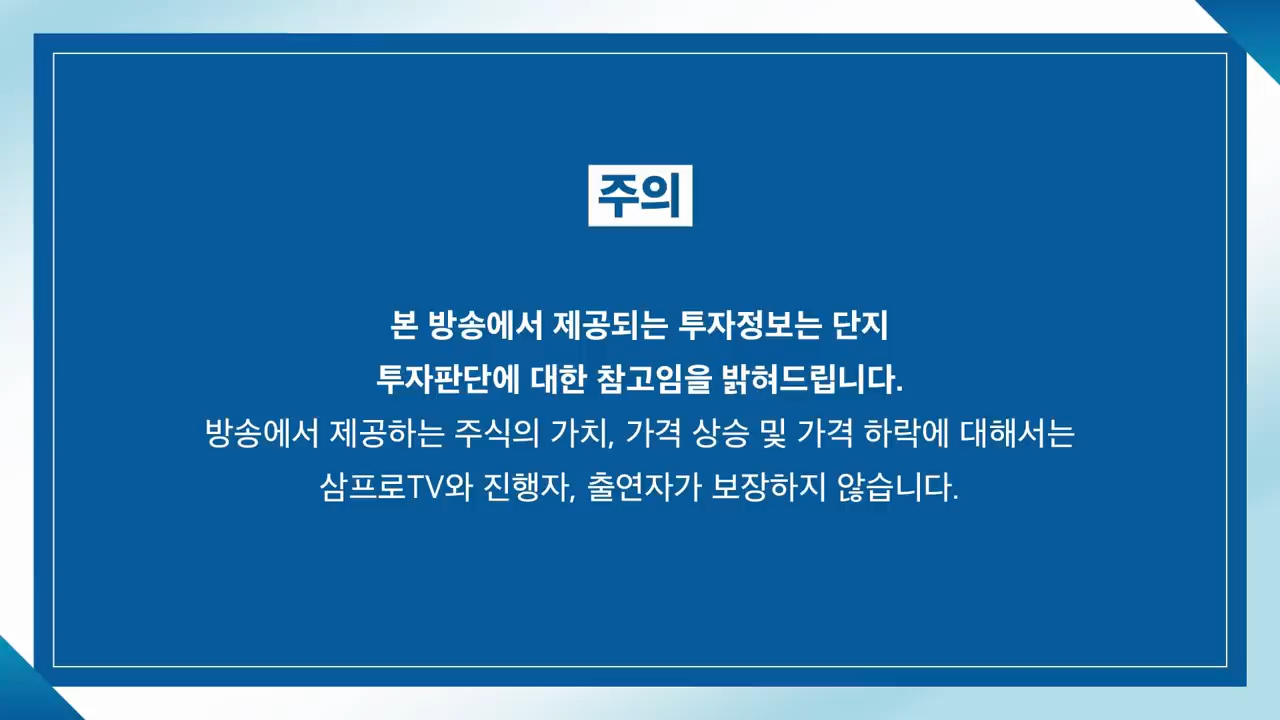 주의
본 방송에서 제공되는 투자정보는 단지
투자판단에 대한 참고임을 밝혀드립니다.
방송에서 제공하는 주식의 가치, 가격 상승 및 가격 하락에 대해서는
삼프로TV와 진행자, 출연자가 보장하지 않습니다.